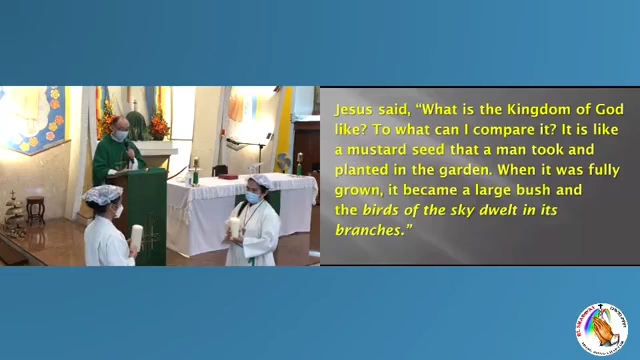 Jesus said, “What is the Kingdom of God
like? To what can I compare it? It is like
a mustard seed that a man took and
planted in the garden. When it was fully
grown, it became a large bush and
the birds of the sky dwelt in its
branches.”